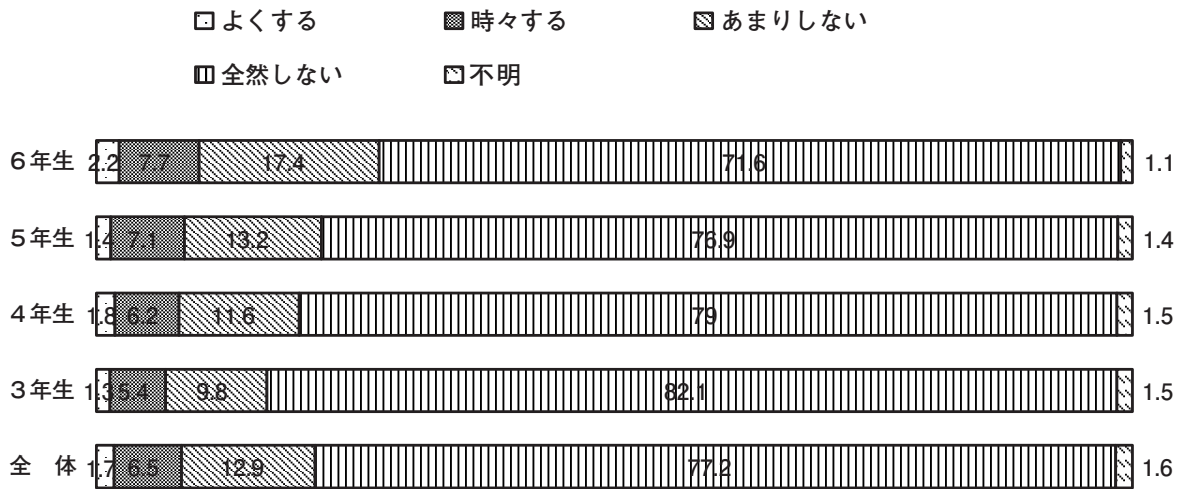 よくする 時々する あまりしない
全然しない 不明
6年生 2.2 7.7 17.4 71.6 1.1
5年生 1.4 7.1 13.2 76.9 1.4
4年生 1.8 6.2 11.6 79 1.5
3年生 1.3 5.4 9.8 82.1 1.5
全 体 1.7 6.5 12.9 77.2 1.6